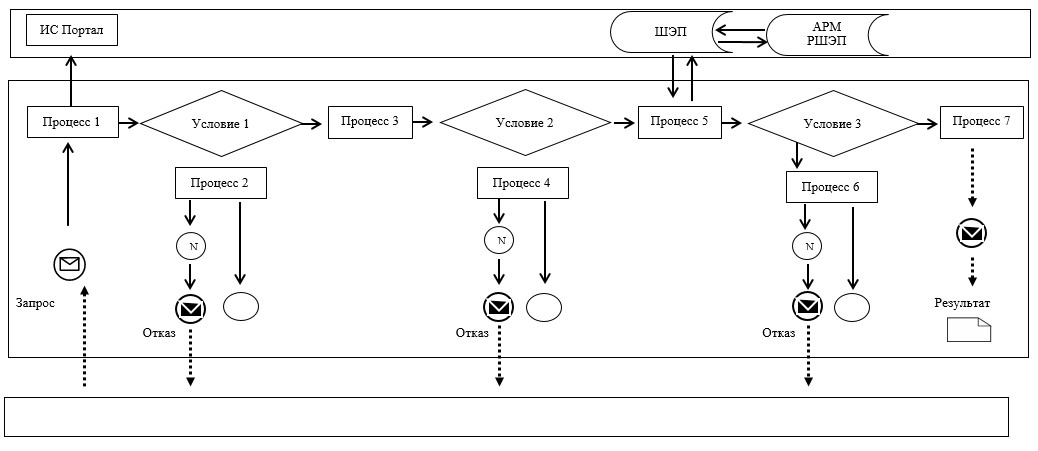 ИС Портал
ШЭП
АРМ
РШЭП
Процесс 1
Условие 1
Процесс 3
Условие 2
Процесс 5
Условие 3
Процесс 7
Процесс 2
Процесс 4
Процесс 6
N
N
N
Запрос
Результат
Отказ
Отказ
Отказ